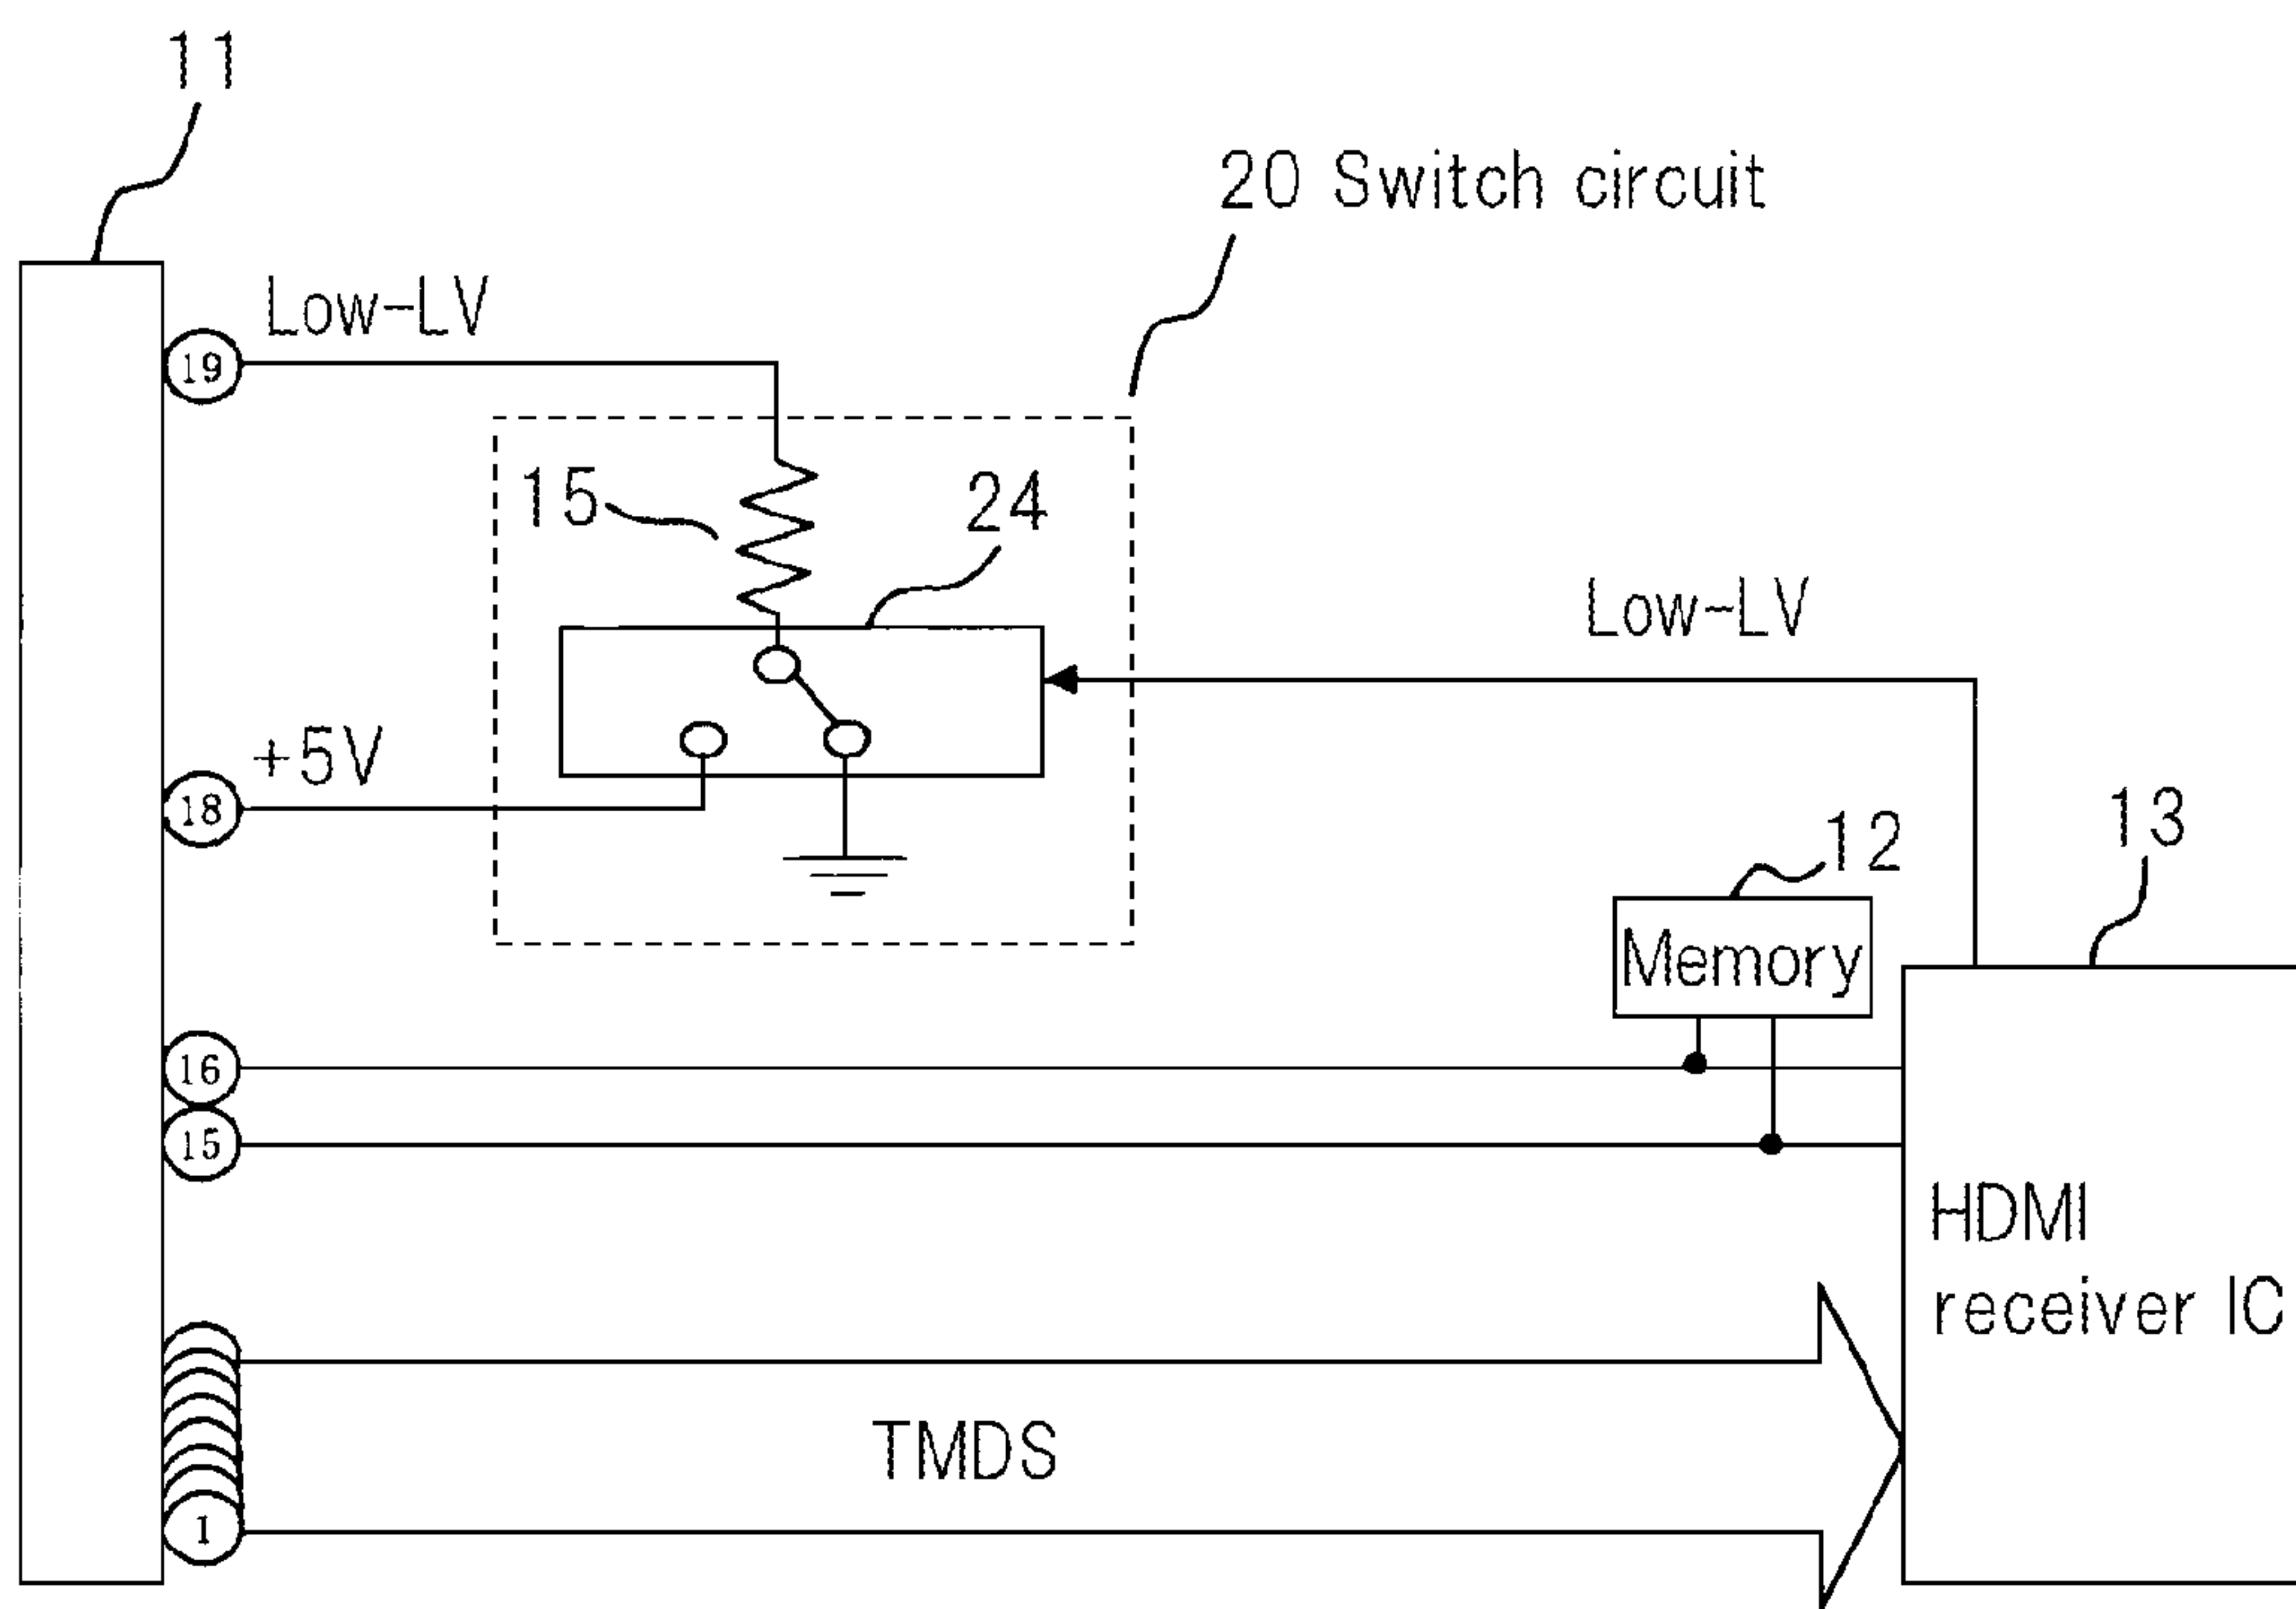 11
20 Switch circuit
Low-LV
19
15
24
Low-LV
+5V
18
12
13
Memory
16
15
HDMI
receiver IC
TMDS
1